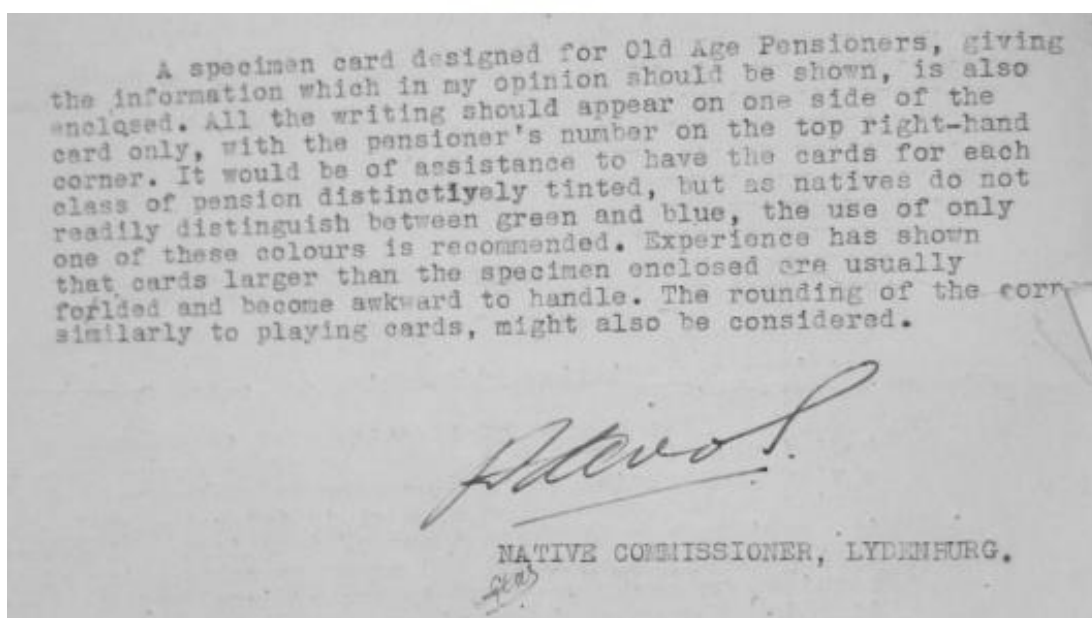 A specimen card designed for Old Age Pensioners, giving
the information which in my opinion should be shown, is also
enclosed. All the writing should appear on one side of the
card only, with the pensioner's number on the top right-hand
corner. It would be of assistance to have the cards for each
class of pension distinctively tinted, but as natives do not
readily distinguish between green and blue, the use of only
one of these colours is recommended. Experience has shown
that cards larger than the specimen enclosed are usually
forlded and become awkward to handle. The rounding of the corn
similarly to playing cards, might also be considered.
NATIVE COMMISSIONER, LYDENBURG.